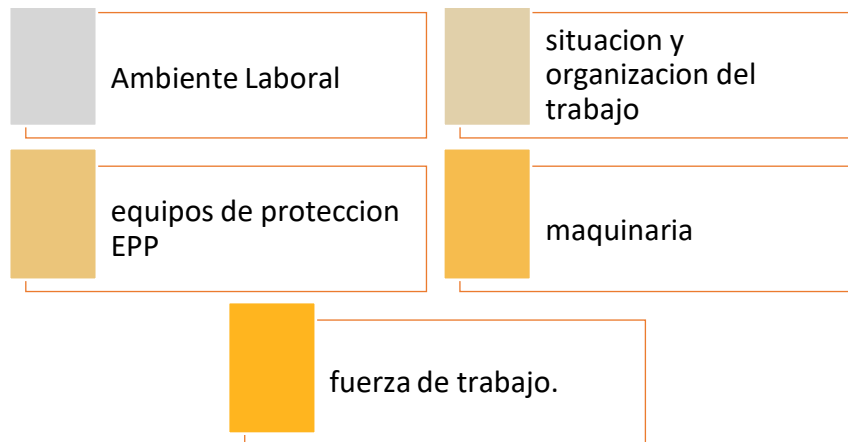 Ambiente Laboral
situacion y
organizacion del
trabajo
equipos de proteccion
EPP
maquinaria
fuerza de trabajo.